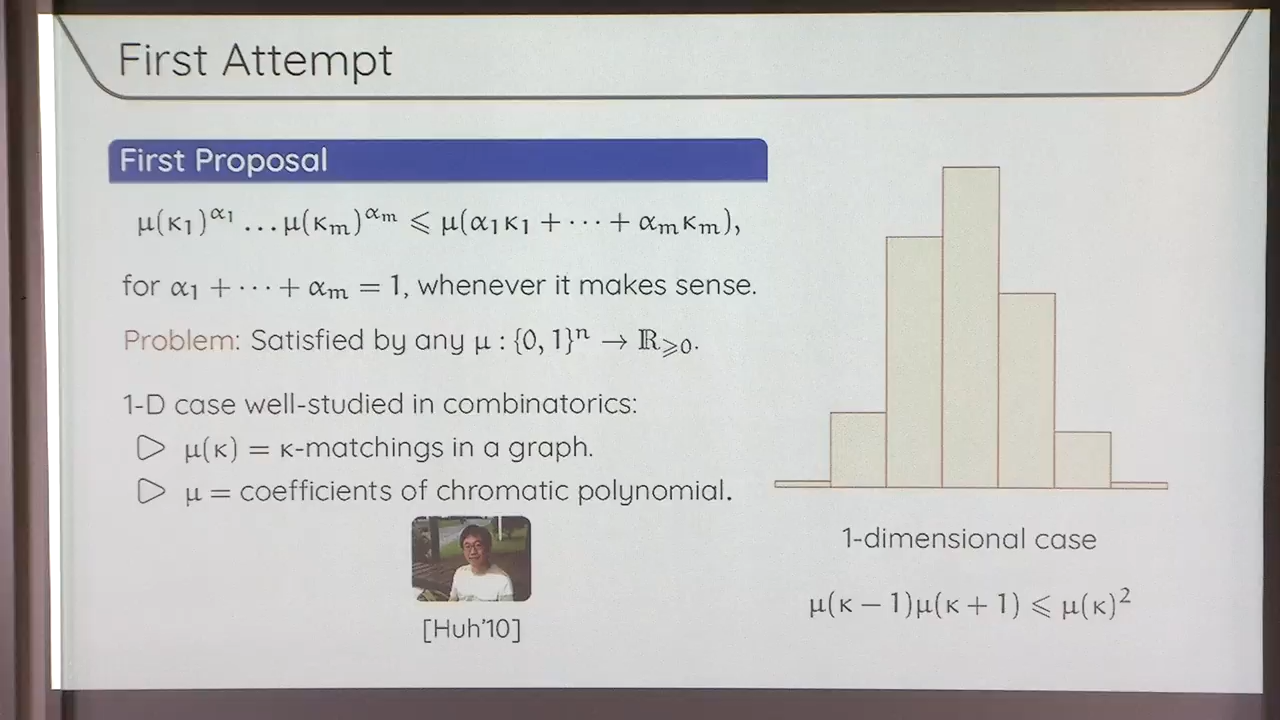 First Attempt
First Proposal
μ(κ₁)^α₁ ... μ(κₘ)^αₘ ⩽ μ(α₁κ₁ + ··· + αₘκₘ),
for α₁ + ··· + αₘ = 1, whenever it makes sense.
Problem: Satisfied by any μ : {0, 1}ⁿ → ℝ⩾0.
1-D case well-studied in combinatorics:
▷ μ(κ) = κ-matchings in a graph.
▷ μ = coefficients of chromatic polynomial.
[Huh'10]
1-dimensional case
μ(κ − 1)μ(κ + 1) ⩽ μ(κ)²